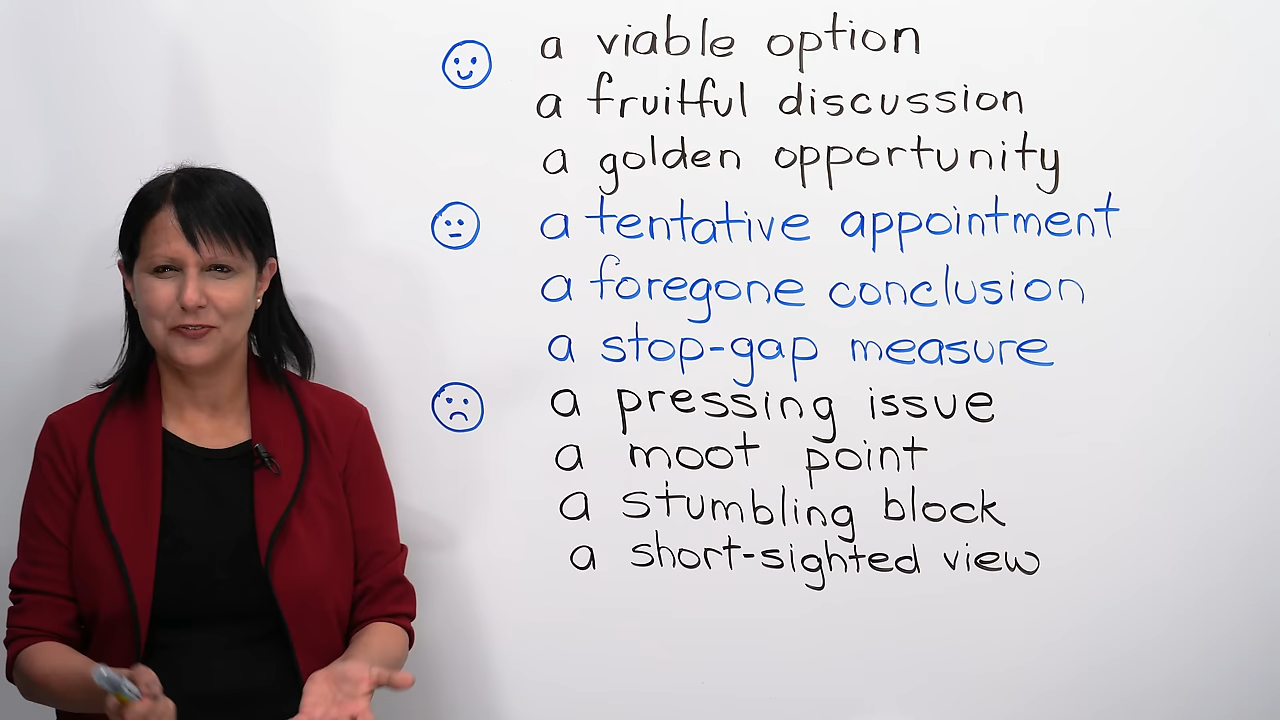 a viable option
a fruitful discussion
a golden opportunity
a tentative appointment
a foregone conclusion
a stop-gap measure
a pressing issue
a moot point
a stumbling block
a short-sighted view